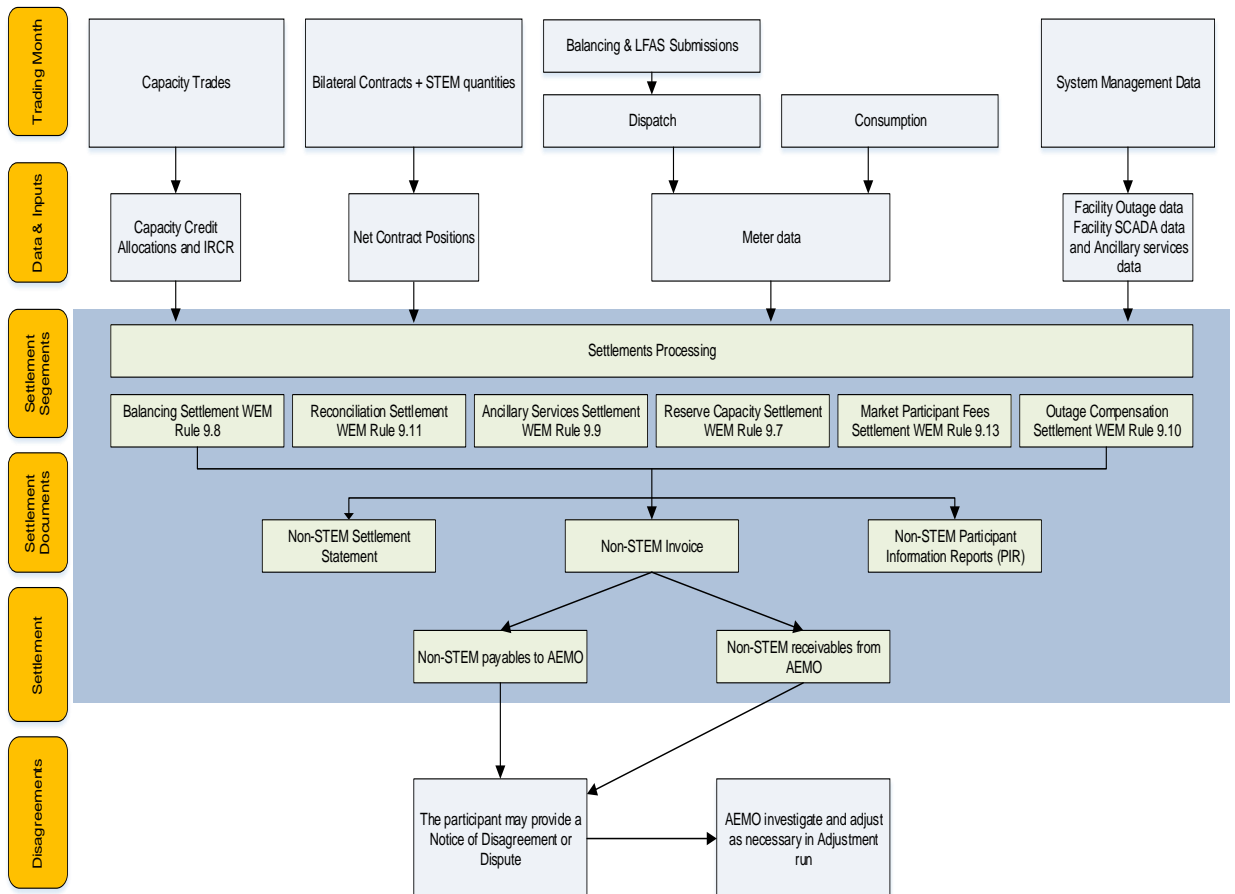 Trading Month
Capacity Trades
Bilateral Contracts + STEM quantities
Balancing & LFAS Submissions
Dispatch
Consumption
System Management Data
Data & Inputs
Capacity Credit
Allocations and IRCR
Net Contract Positions
Meter data
Facility Outage data
Facility SCADA data
and Ancillary services
data
Settlement
Segements
Settlements Processing
Balancing Settlement WEM
Rule 9.8
Reconciliation Settlement
WEM Rule 9.11
Ancillary Services Settlement
WEM Rule 9.9
Reserve Capacity Settlement
WEM Rule 9.7
Market Participant Fees
Settlement WEM Rule 9.13
Outage Compensation
Settlement WEM Rule 9.10
Settlement
Documents
Non-STEM Settlement
Statement
Non-STEM Invoice
Non-STEM Participant
Information Reports (PIR)
Settlement
Non-STEM payables to AEMO
Non-STEM receivables from
AEMO
Disagreements
The participant may provide a
Notice of Disagreement or
Dispute
AEMO investigate and adjust
as necessary in Adjustment
run